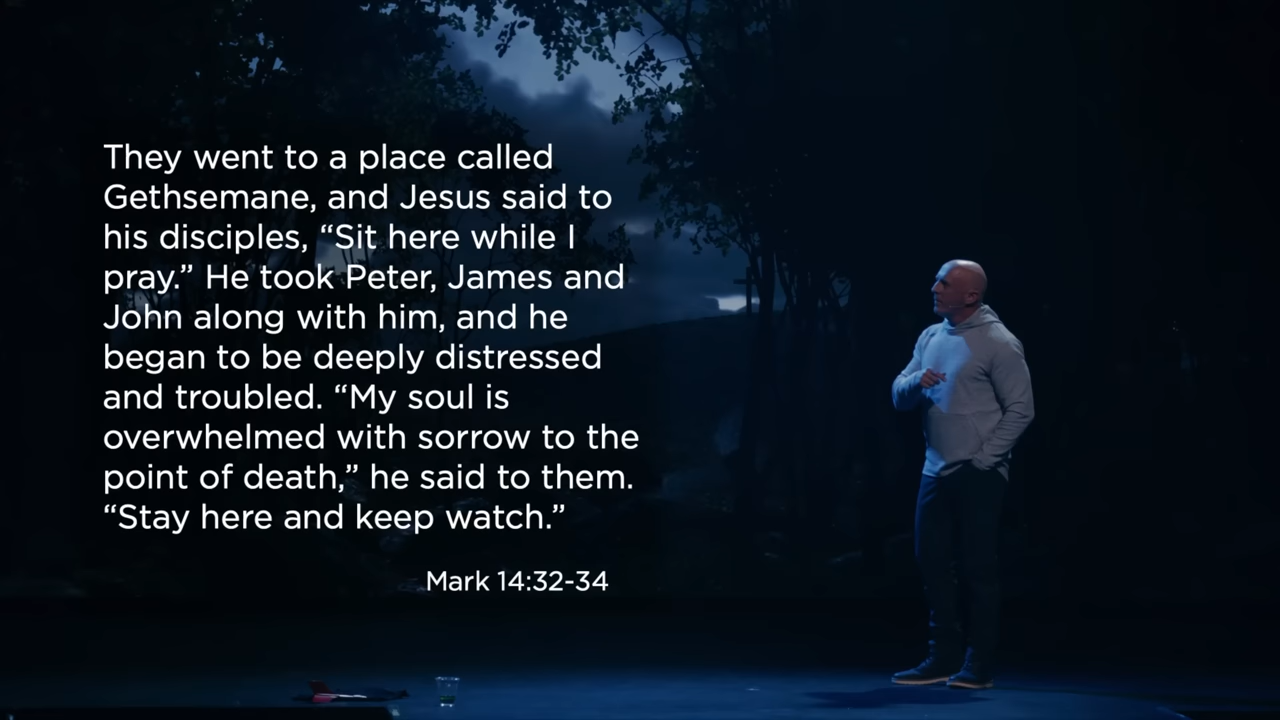 They went to a place called
Gethsemane, and Jesus said to
his disciples, “Sit here while I
pray.” He took Peter, James and
John along with him, and he
began to be deeply distressed
and troubled. “My soul is
overwhelmed with sorrow to the
point of death,” he said to them.
“Stay here and keep watch.”
Mark 14:32-34